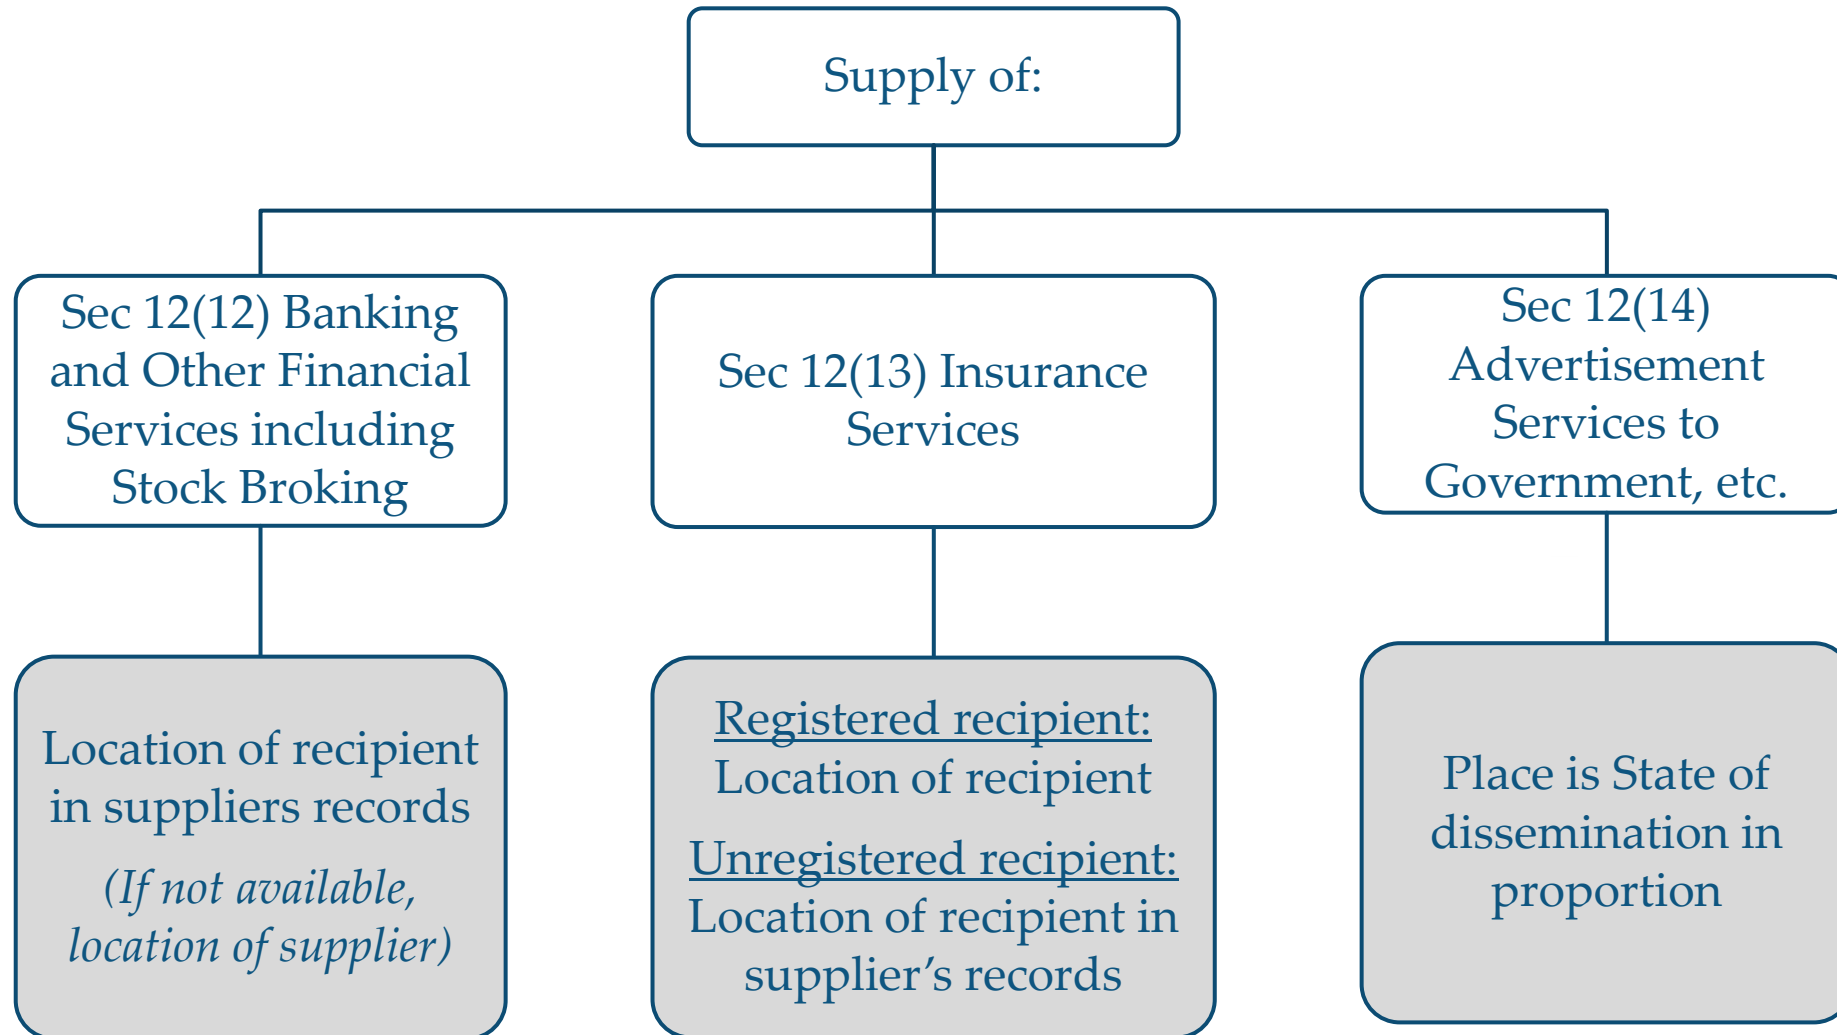 Supply of:
Sec 12(12) Banking
and Other Financial
Services including
Stock Broking
Sec 12(13) Insurance
Services
Sec 12(14)
Advertisement
Services to
Government, etc.
Location of recipient
in suppliers records
(If not available,
location of supplier)
Registered recipient:
Location of recipient
Unregistered recipient:
Location of recipient in
supplier’s records
Place is State of
dissemination in
proportion